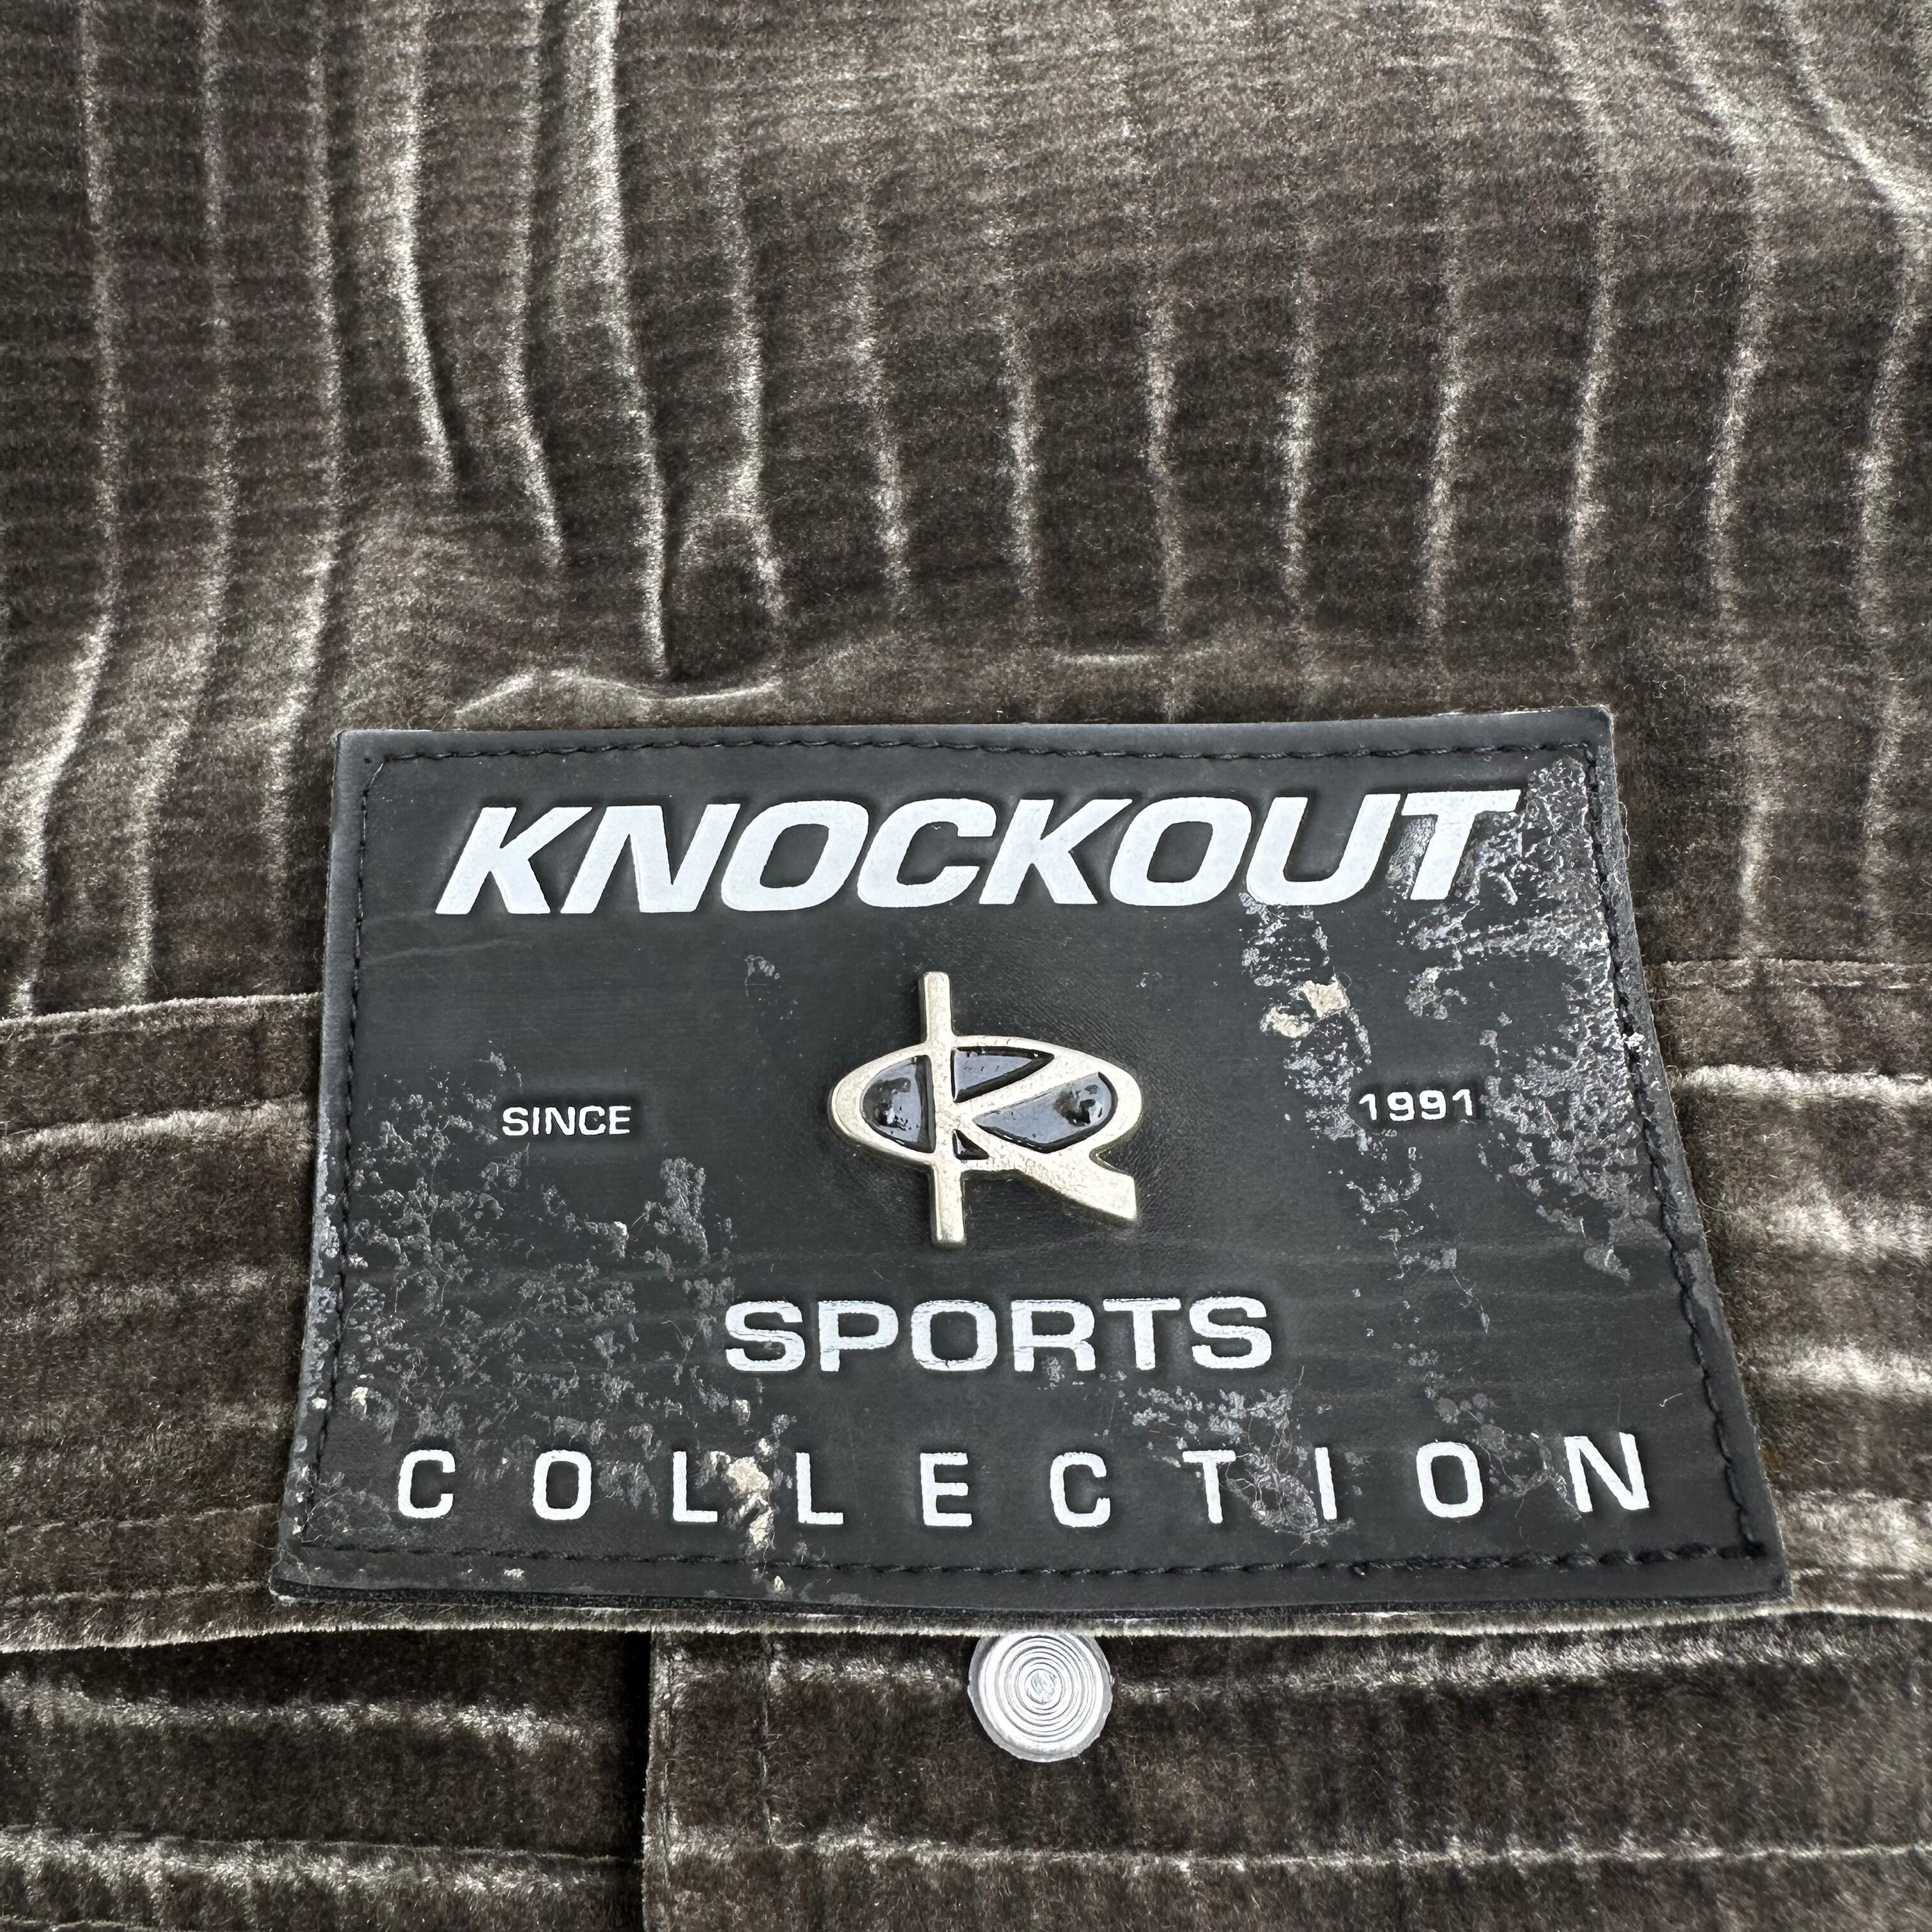 KNOCKOUT
SINCE 1991
SPORTS
COLLECTION